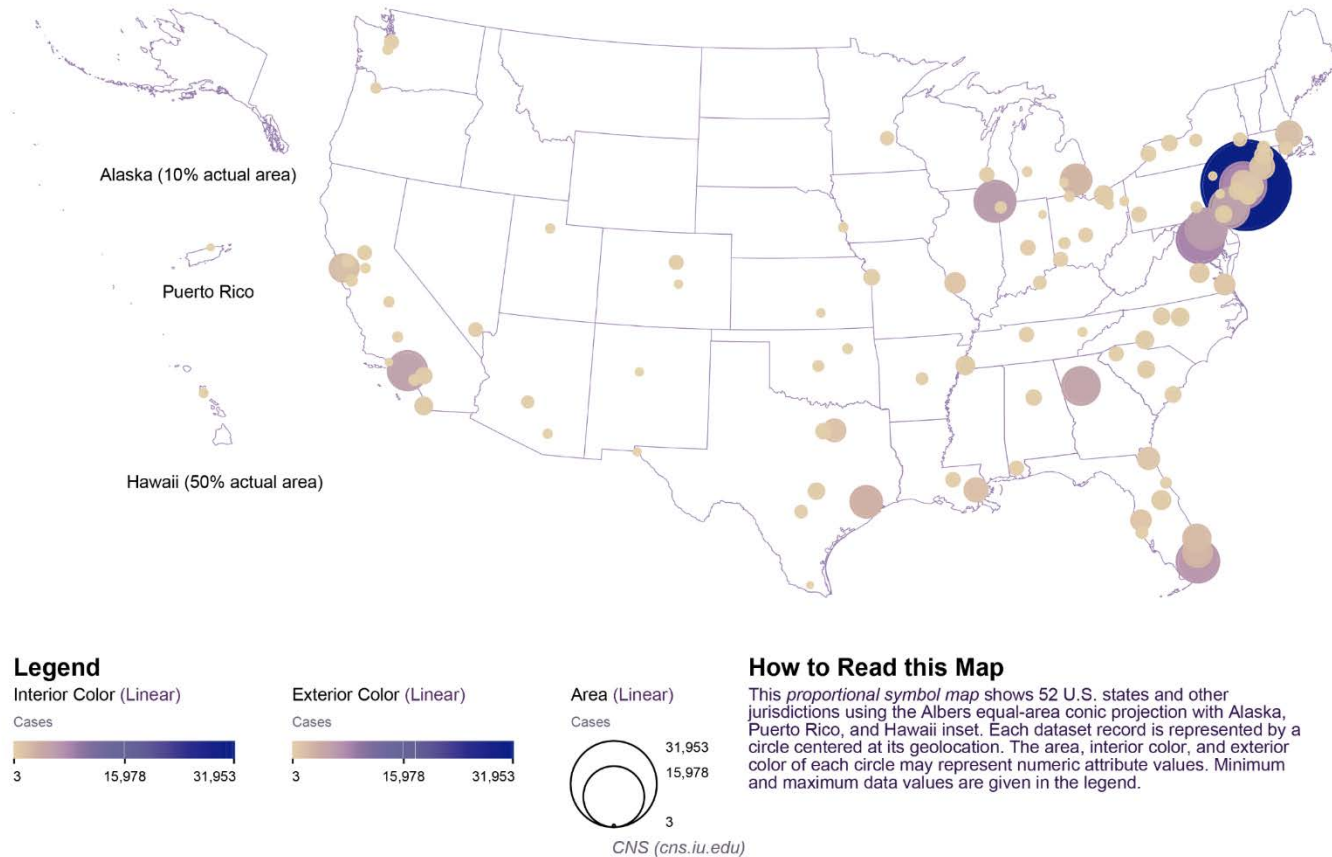 Alaska (10% actual area)
Puerto Rico
Hawaii (50% actual area)
Legend
Interior Color (Linear)
Cases
3 15,978 31,953
Exterior Color (Linear)
Cases
3 15,978 31,953
Area (Linear)
Cases
31,953
15,978
3
CNS (cns.iu.edu)
How to Read this Map
This proportional symbol map shows 52 U.S. states and other
jurisdictions using the Albers equal-area conic projection with Alaska,
Puerto Rico, and Hawaii inset. Each dataset record is represented by a
circle centered at its geolocation. The area, interior color, and exterior
color of each circle may represent numeric attribute values. Minimum
and maximum data values are given in the legend.